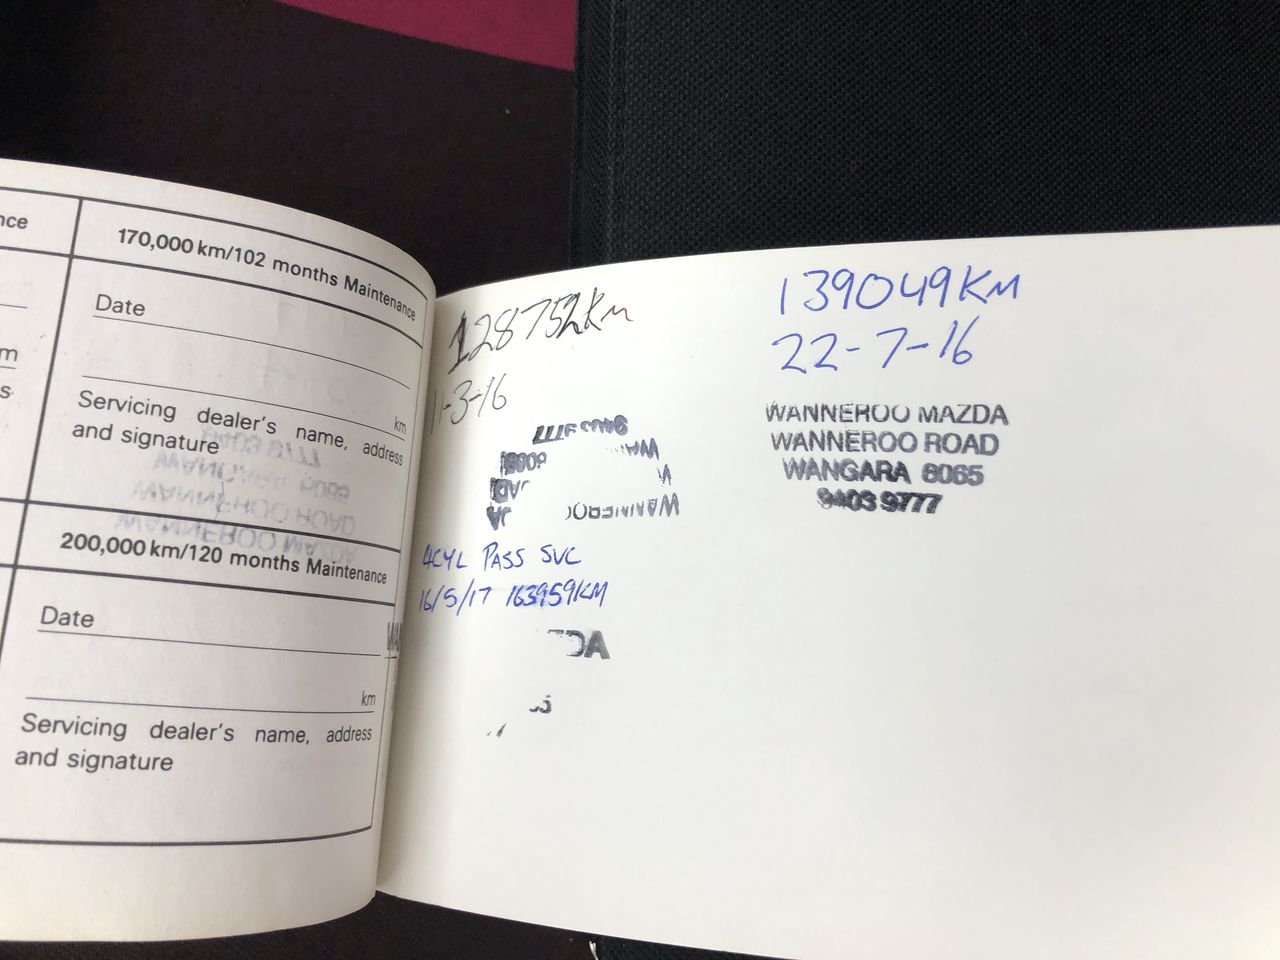 nce
m
s
170,000 km/102 months Maintenance
Date
km
Servicing dealer's name, address
and signature
200,000 km/120 months Maintenance
Date
km
Servicing dealer's name, address
and signature
128752KM
11-3-16
9403 9777
WANNEROO
4CYL PASS SVC
16/5/17 163959KM
139049KM
22-7-16
WANNEROO MAZDA
WANNEROO ROAD
WANGARA 6065
9403 9777